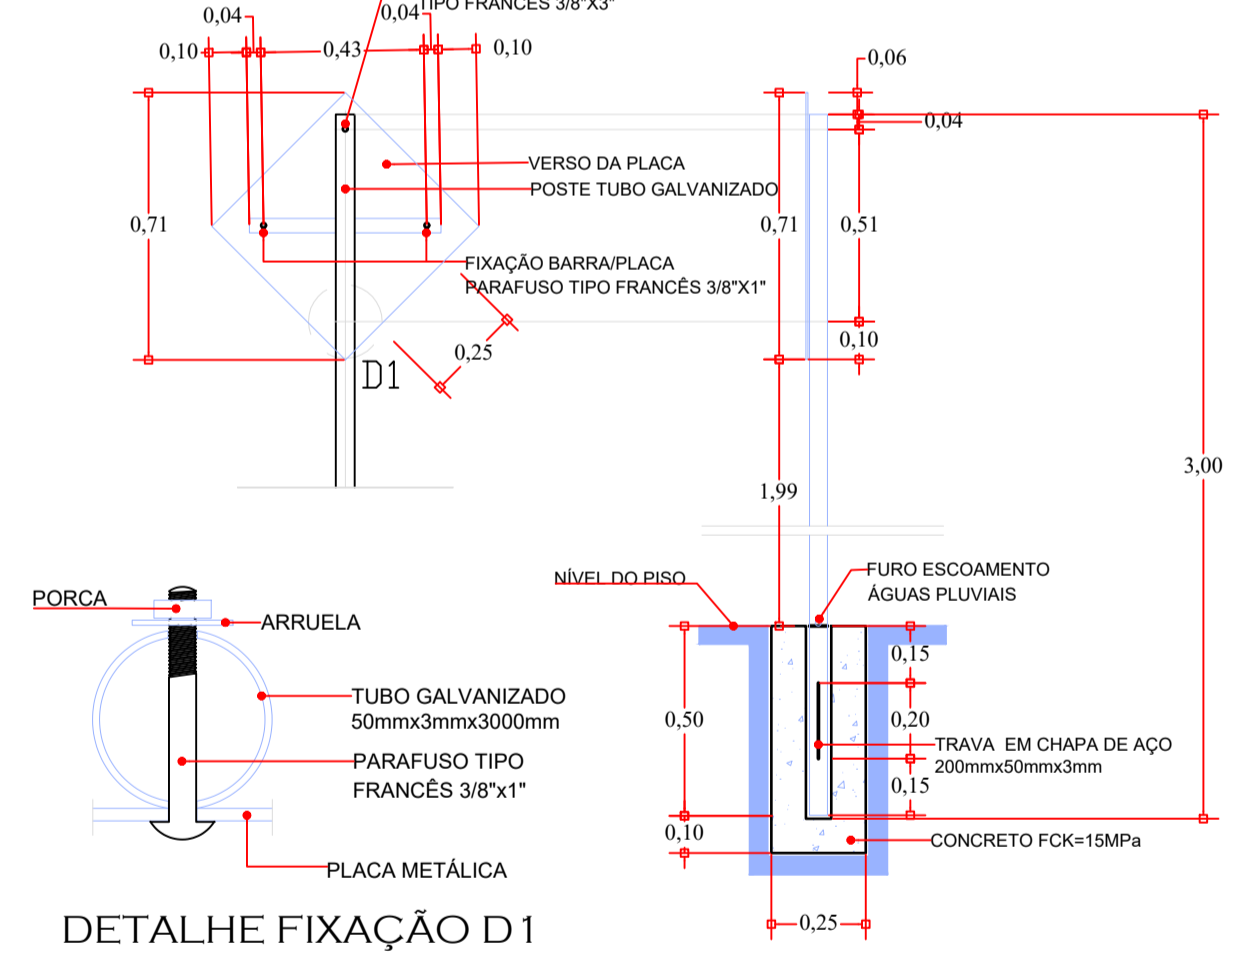 TIPO FRANCÊS 3/8"X3"
0,04
0,04
0,10
0,43
0,10
0,06
0,04
VERSO DA PLACA
POSTE TUBO GALVANIZADO
0,71
0,71
0,51
FIXAÇÃO BARRA/PLACA
PARAFUSO TIPO FRANCÊS 3/8"X1"
0,10
0,25
D1
3,00
1,99
NÍVEL DO PISO
FURO ESCOAMENTO
ÁGUAS PLUVIAIS
PORCA
ARRUELA
0,15
TUBO GALVANIZADO
50mmx3mmx3000mm
0,50
0,20
TRAVA EM CHAPA DE AÇO
200mmx50mmx3mm
PARAFUSO TIPO
FRANCÊS 3/8"x1"
0,15
0,10
CONCRETO FCK=15MPa
PLACA METÁLICA
0,25
DETALHE FIXAÇÃO D1